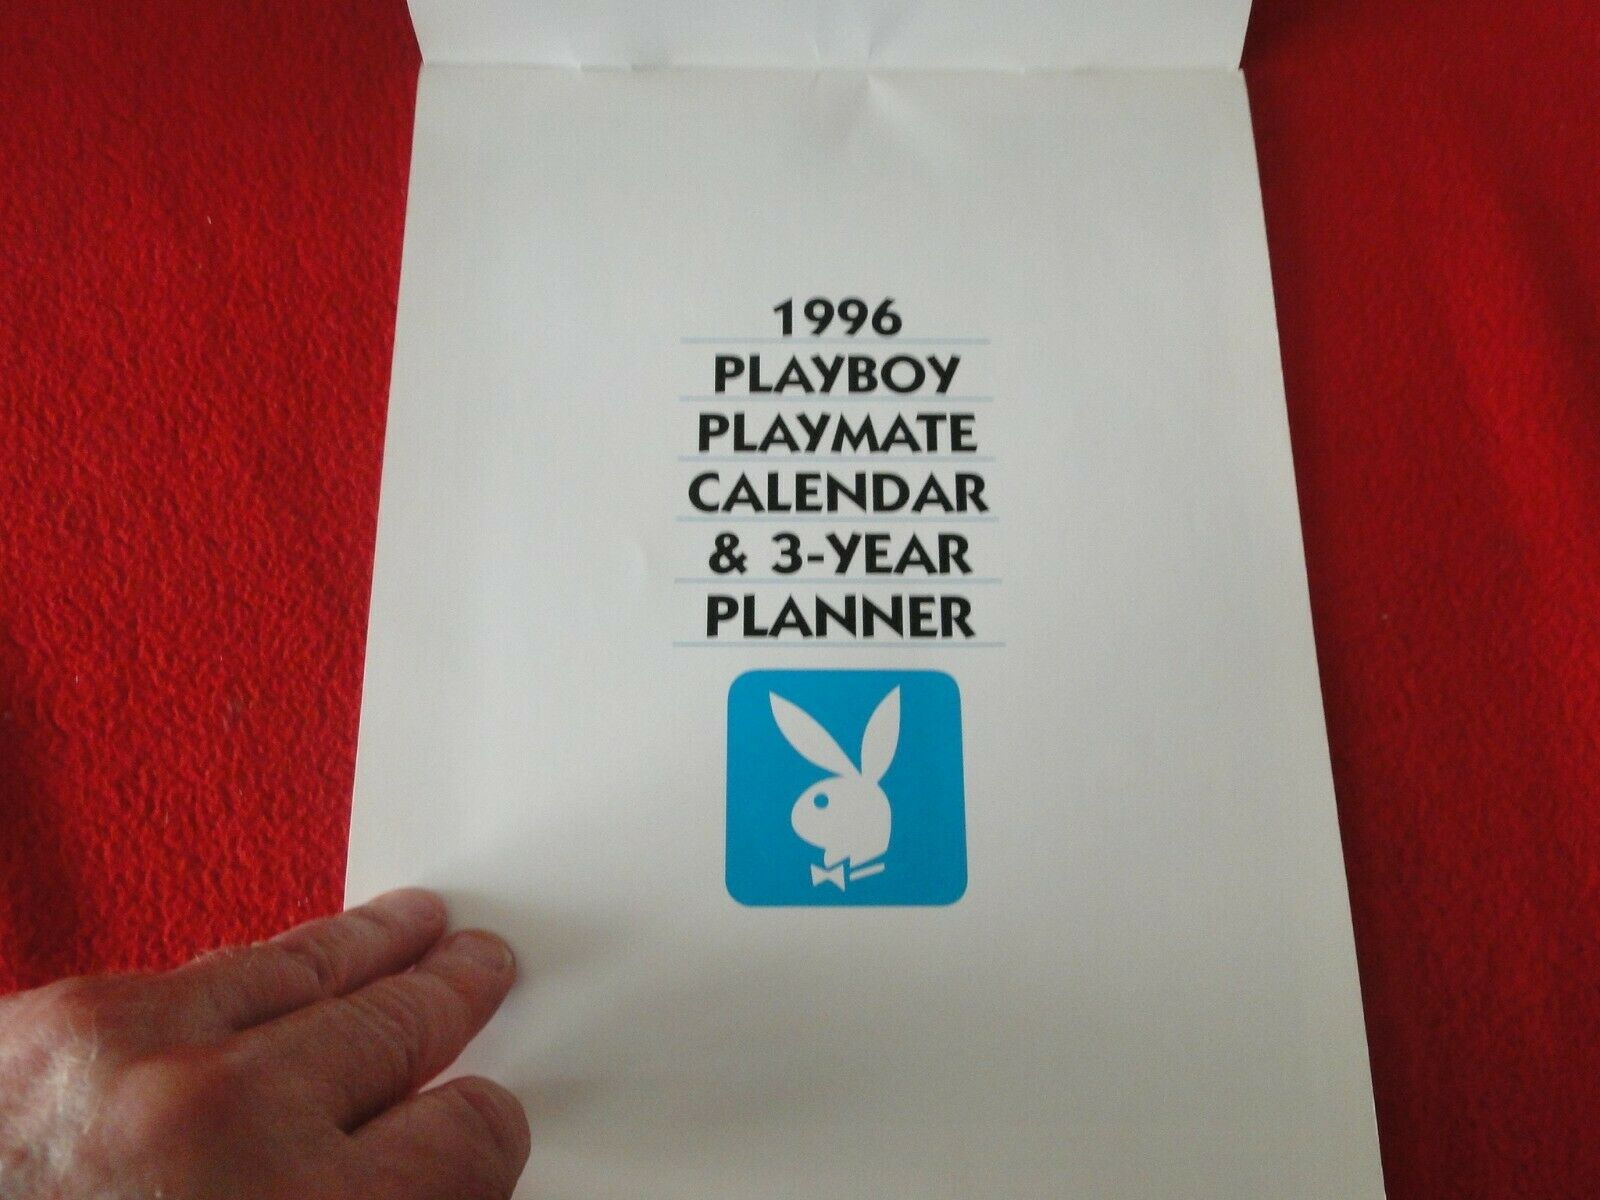 1996
PLAYBOY
PLAYMATE
CALENDAR
& 3-YEAR
PLANNER